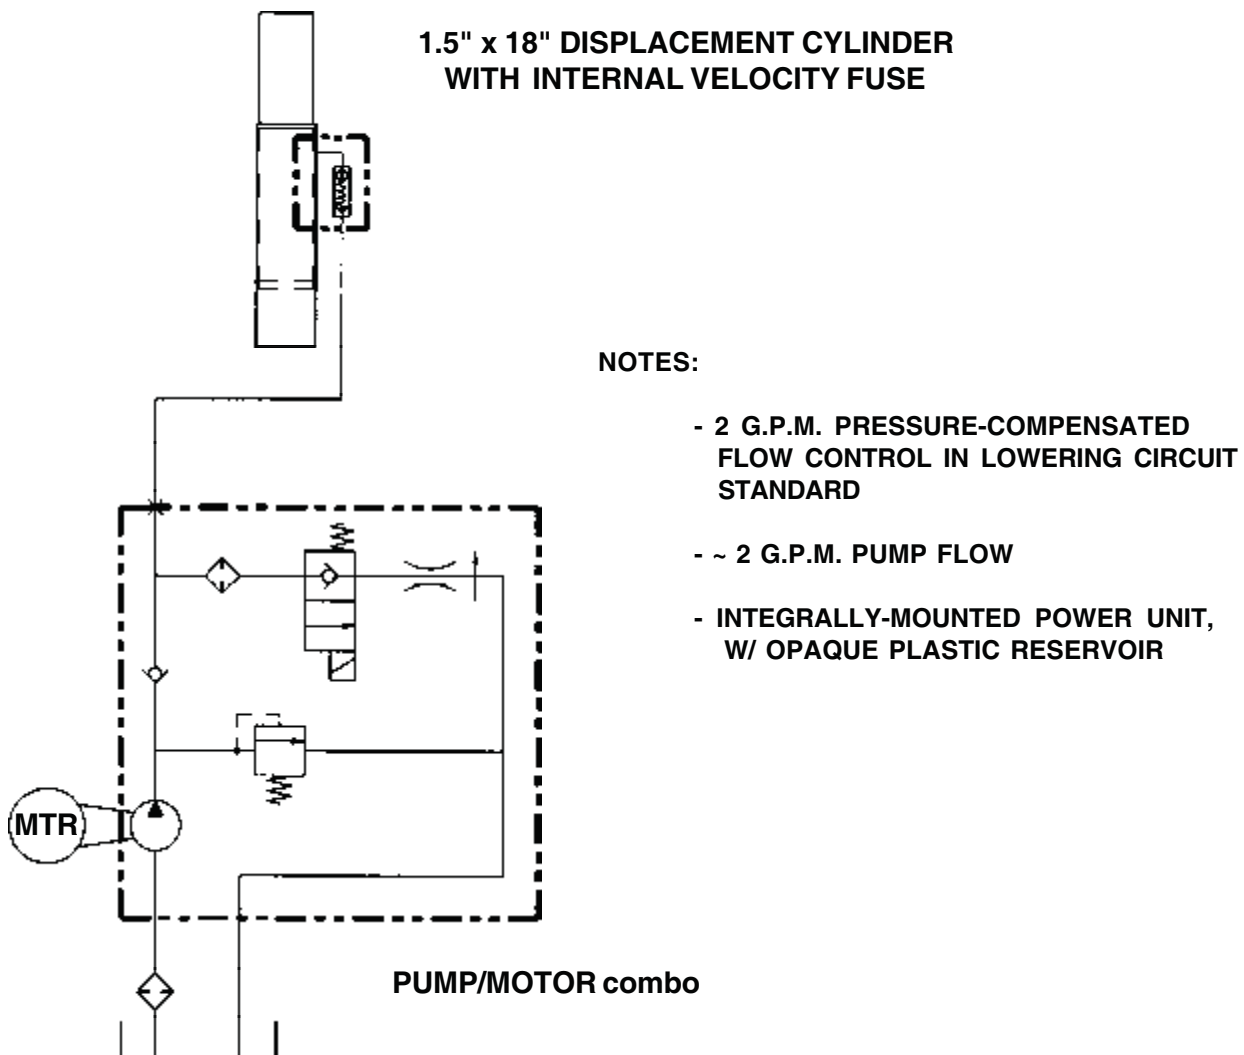 1.5" x 18" DISPLACEMENT CYLINDER
WITH INTERNAL VELOCITY FUSE
NOTES:
- 2 G.P.M. PRESSURE-COMPENSATED
FLOW CONTROL IN LOWERING CIRCUIT
STANDARD
- ~ 2 G.P.M. PUMP FLOW
- INTEGRALLY-MOUNTED POWER UNIT,
W/ OPAQUE PLASTIC RESERVOIR
MTR
PUMP/MOTOR combo